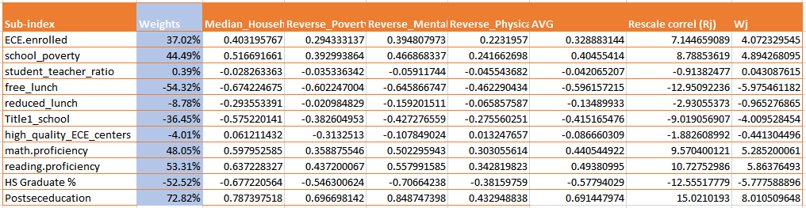 Sub-index Weights Median_Househ Reverse_Povert Reverse_Mental Reverse_Physica AVG Rescale correl (Rj) Wj
ECE.enrolled 37.02% 0.403195767 0.294333137 0.394807973 0.2231957 0.328883144 7.144659089 4.072329545
school_poverty 44.49% 0.516691661 0.392993864 0.466868337 0.241662698 0.40455414 8.78853619 4.894268095
student_teacher_ratio 0.39% -0.028263363 -0.035336342 -0.05911744 -0.045543682 -0.042065207 -0.91382477 0.043087615
free_lunch -54.32% -0.674224675 -0.602247004 -0.645866747 -0.462290434 -0.596157215 -12.95092236 -5.975461182
reduced_lunch -8.78% -0.293553391 -0.020984829 -0.159201511 -0.065857587 -0.13489933 -2.93055373 -0.965276865
Title1_school -36.45% -0.575220141 -0.382604953 -0.427276559 -0.275560251 -0.415165476 -9.019056907 -4.009528454
high_quality_ECE_centers -4.01% 0.061211432 -0.3132513 -0.107849024 0.013247657 -0.086660309 -1.882608992 -0.441304496
math.proficiency 48.05% 0.597952585 0.358875546 0.502295943 0.303055614 0.440544922 9.570400121 5.285200061
reading.proficiency 53.31% 0.637228327 0.437200067 0.557991585 0.342819823 0.49380995 10.72752986 5.86376493
HS Graduate % -52.52% -0.677220564 -0.546300624 -0.70664238 -0.38159759 -0.57794029 -12.55517779 -5.777588896
Postseceducation 72.82% 0.787397518 0.696698142 0.848747398 0.432948838 0.691447974 15.0210193 8.010509648